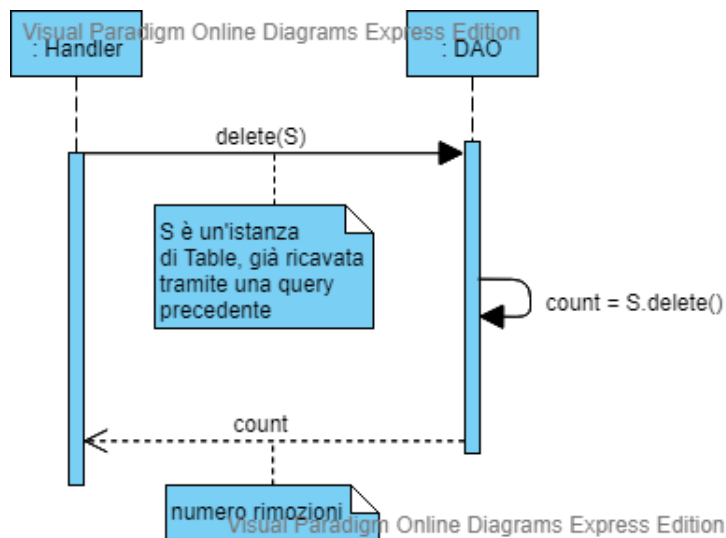 Visual Paradigm Online Diagrams Express Edition
: Handler
: DAO
delete(S)
S è un'istanza
di Table, già ricavata
tramite una query
precedente
count = S.delete()
count
numero rimozioni
Visual Paradigm Online Diagrams Express Edition